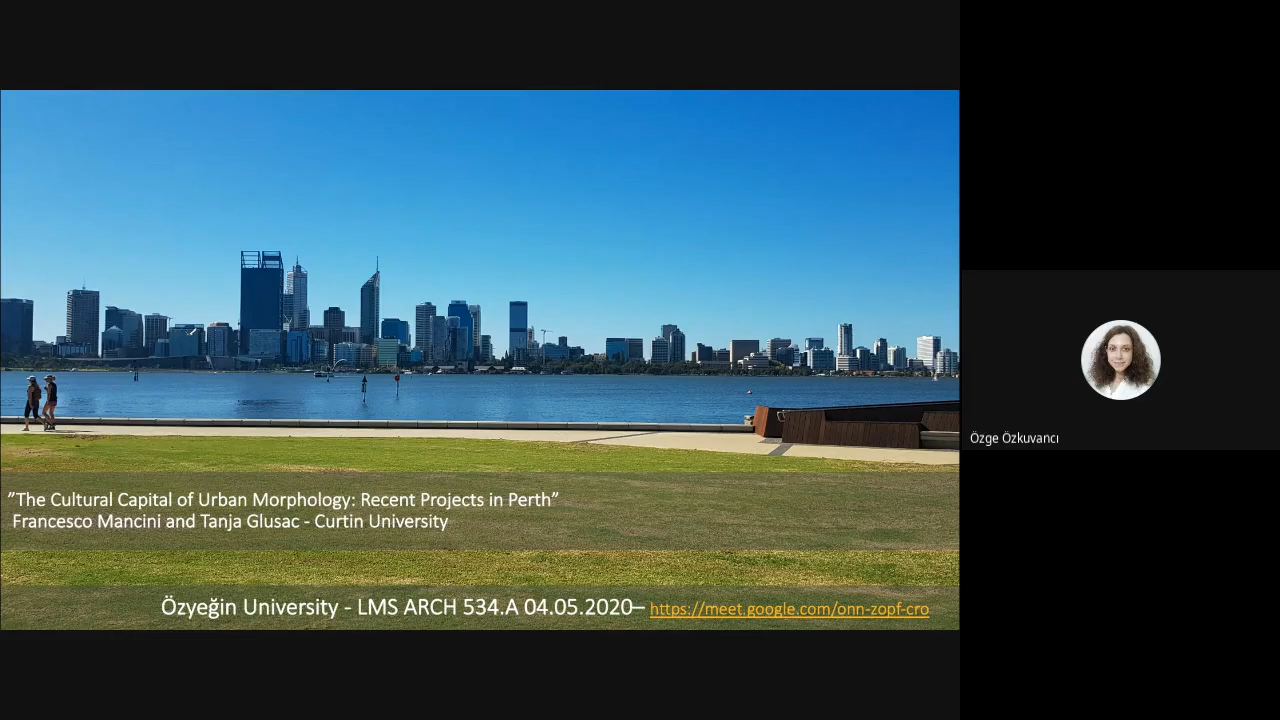 ”The Cultural Capital of Urban Morphology: Recent Projects in Perth”
Francesco Mancini and Tanja Glusac - Curtin University
Özyeğin University - LMS ARCH 534.A 04.05.2020– https://meet.google.com/onn-zopf-cro
Özge Özkuvancı